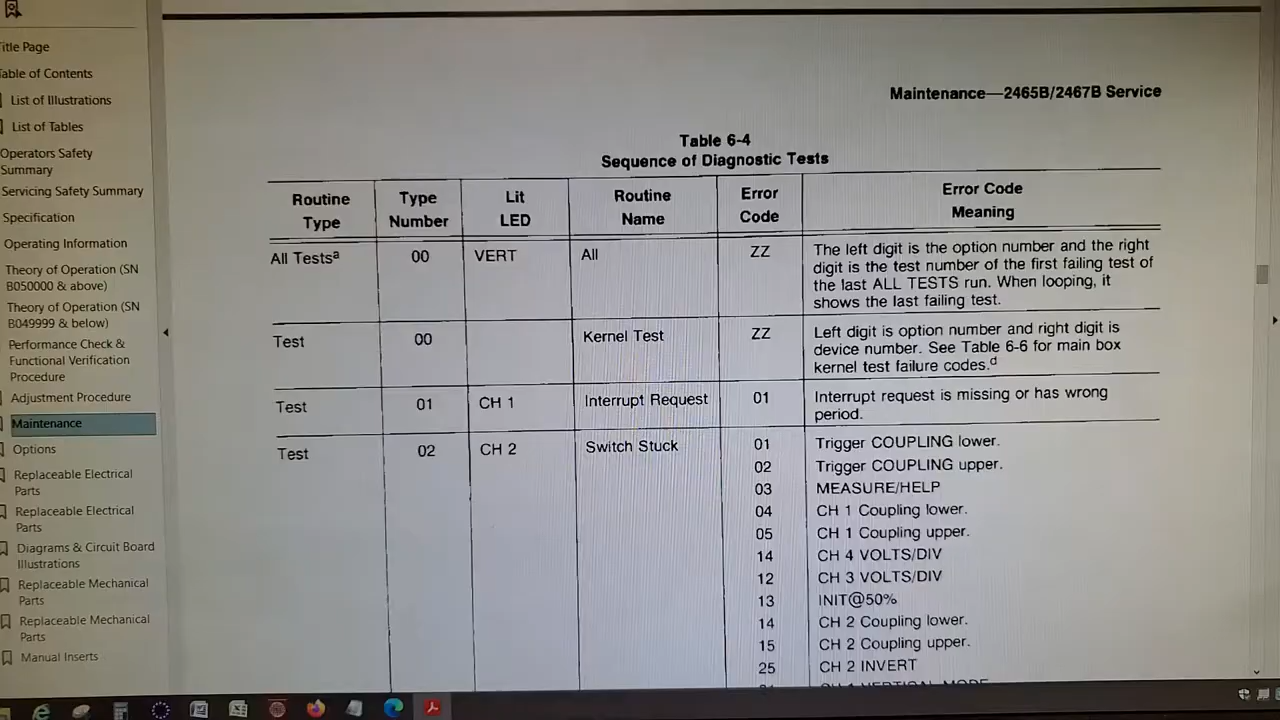 Title Page
Table of Contents
List of Illustrations
List of Tables
Operators Safety
Summary
Servicing Safety Summary
Specification
Operating Information
Theory of Operation (SN
B050000 & above)
Theory of Operation (SN
B049999 & below)
Performance Check &
Functional Verification
Procedure
Adjustment Procedure
Maintenance
Options
Replaceable Electrical
Parts
Replaceable Electrical
Parts
Diagrams & Circuit Board
Illustrations
Replaceable Mechanical
Parts
Replaceable Mechanical
Parts
Manual Inserts
Maintenance—2465B/2467B Service
Table 6-4
Sequence of Diagnostic Tests
Routine Type Type Number Lit LED Routine Name Error Code Error Code Meaning
All Testsa 00 VERT All ZZ The left digit is the option number and the right
digit is the test number of the first failing test of
the last ALL TESTS run. When looping, it
shows the last failing test.
Test 00 Kernel Test ZZ Left digit is option number and right digit is
device number. See Table 6-6 for main box
kernel test failure codes.d
Test 01 CH 1 Interrupt Request 01 Interrupt request is missing or has wrong
period.
Test 02 CH 2 Switch Stuck 01 Trigger COUPLING lower.
02 Trigger COUPLING upper.
03 MEASURE/HELP
04 CH 1 Coupling lower.
05 CH 1 Coupling upper.
14 CH 4 VOLTS/DIV
12 CH 3 VOLTS/DIV
13 INIT@50%
14 CH 2 Coupling lower.
15 CH 2 Coupling upper.
25 CH 2 INVERT